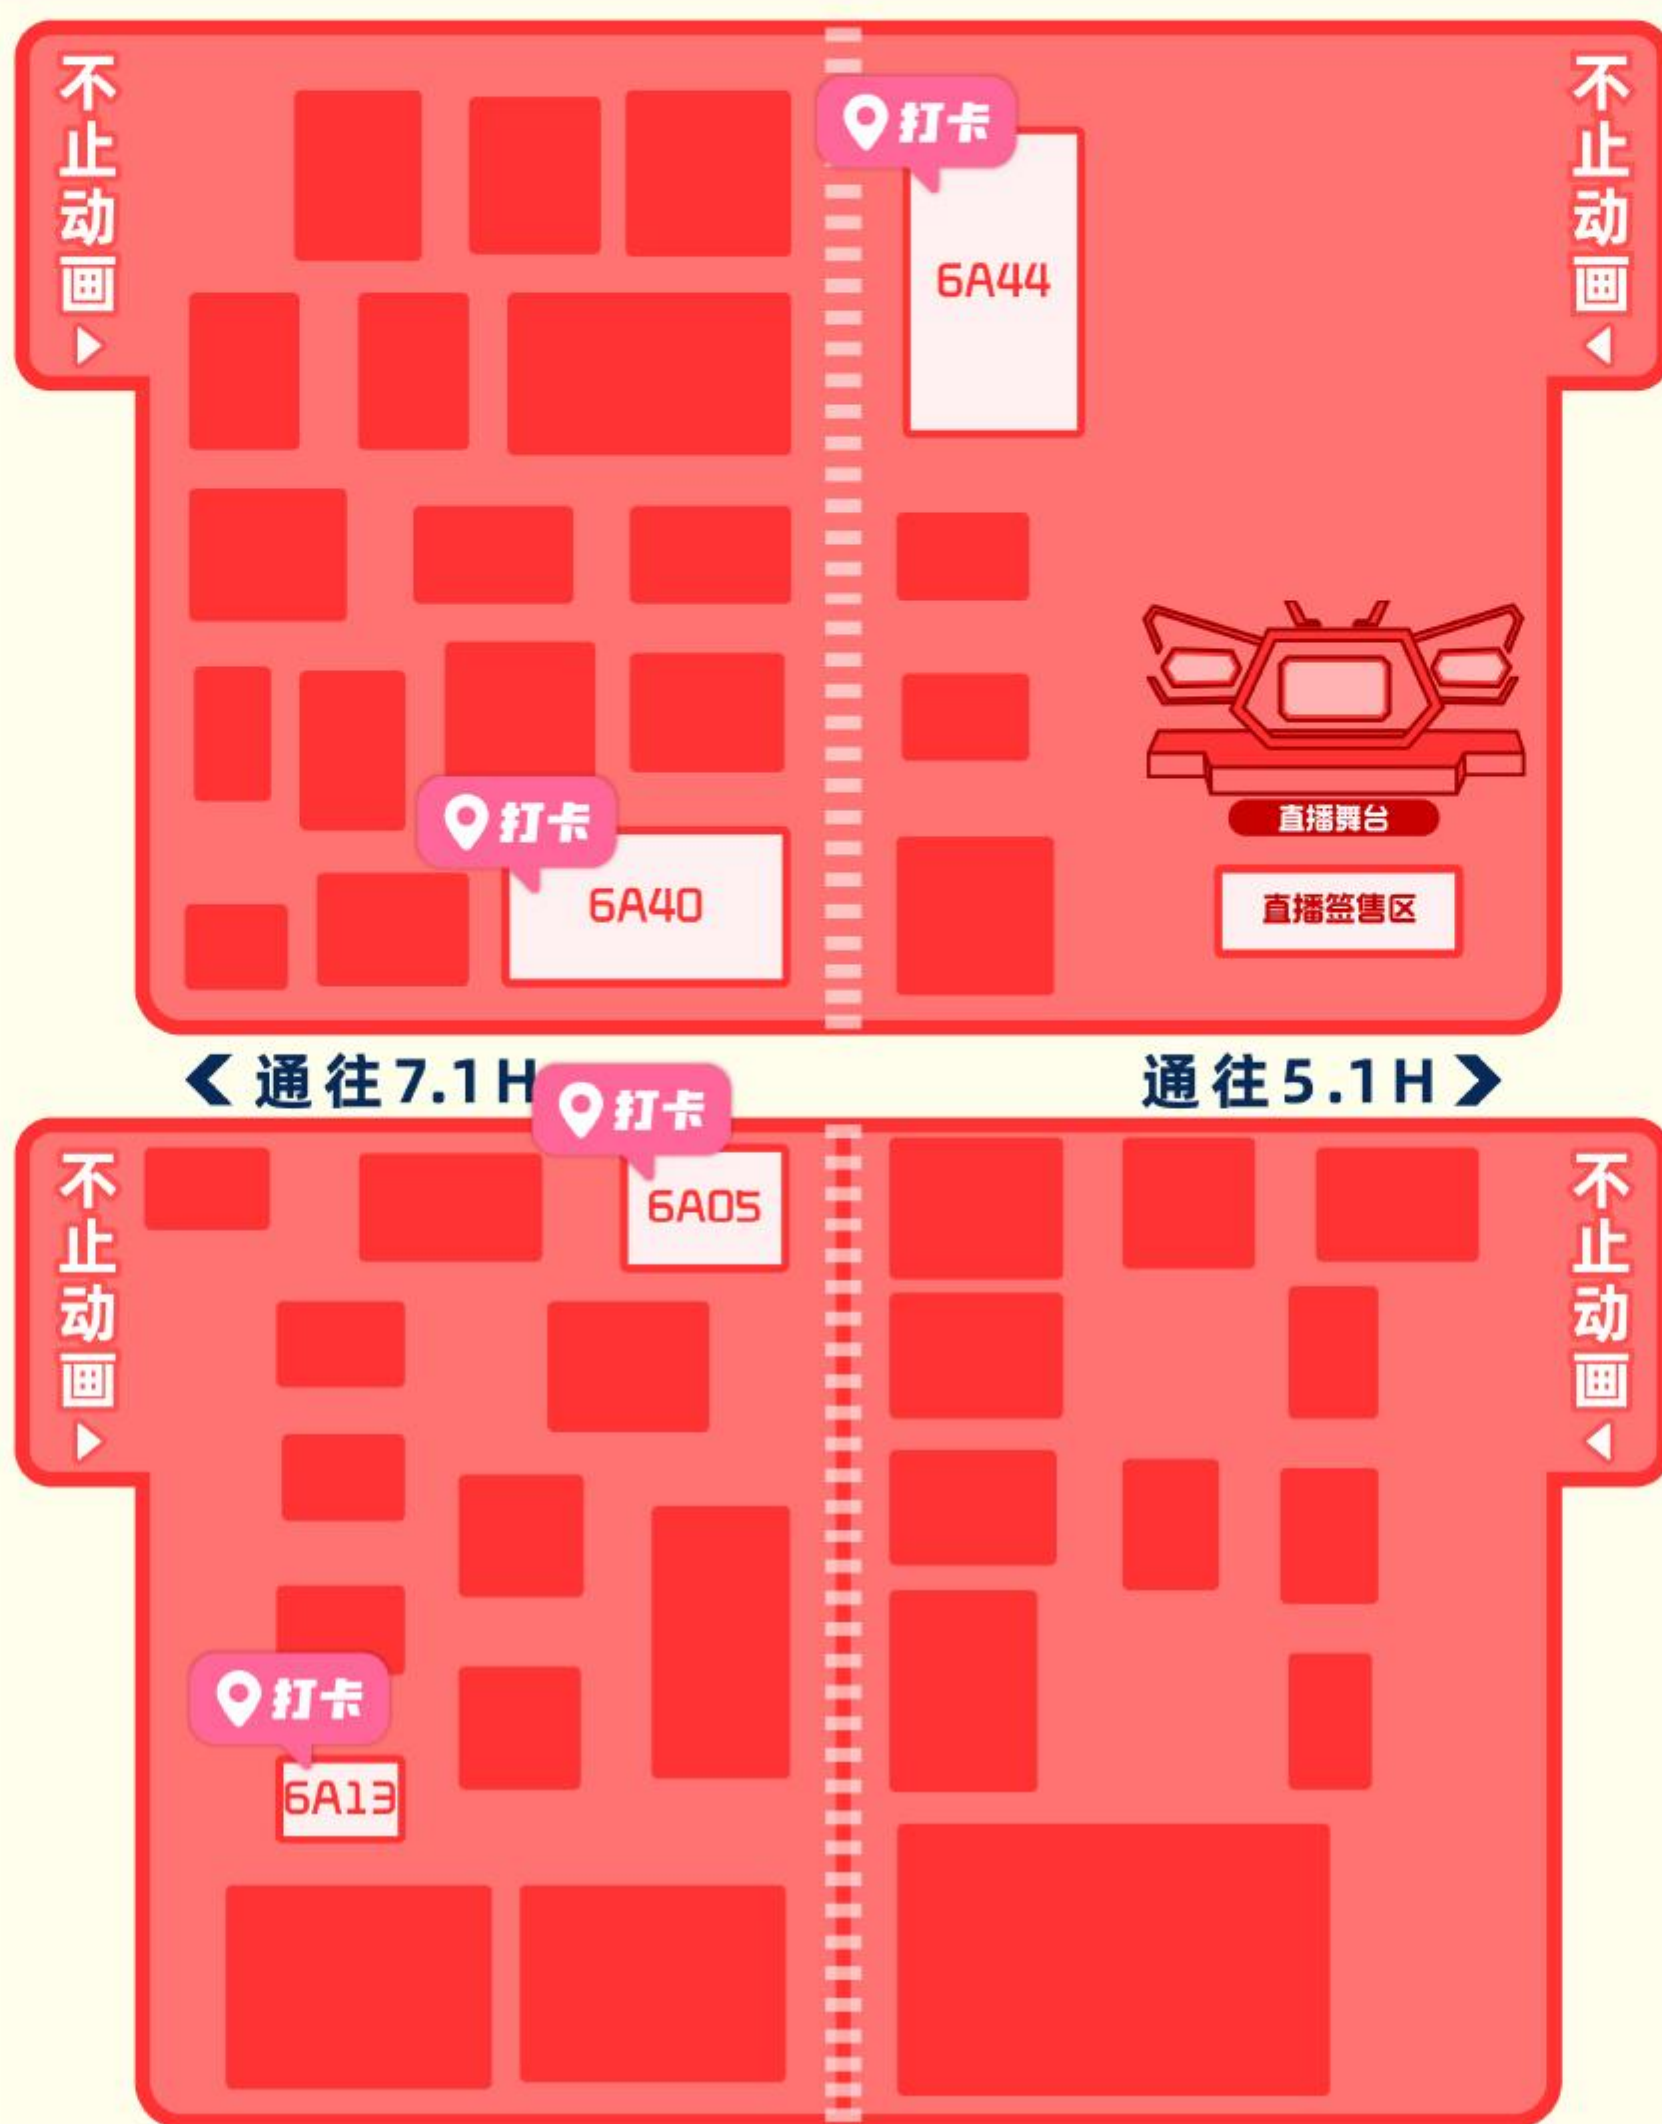 不止动画
打卡
不止动画
6A44
打卡
6A40
直播舞台
直播签售区
通往7.1H
通往5.1H
打卡
不止动画
6A05
不止动画
打卡
6A13